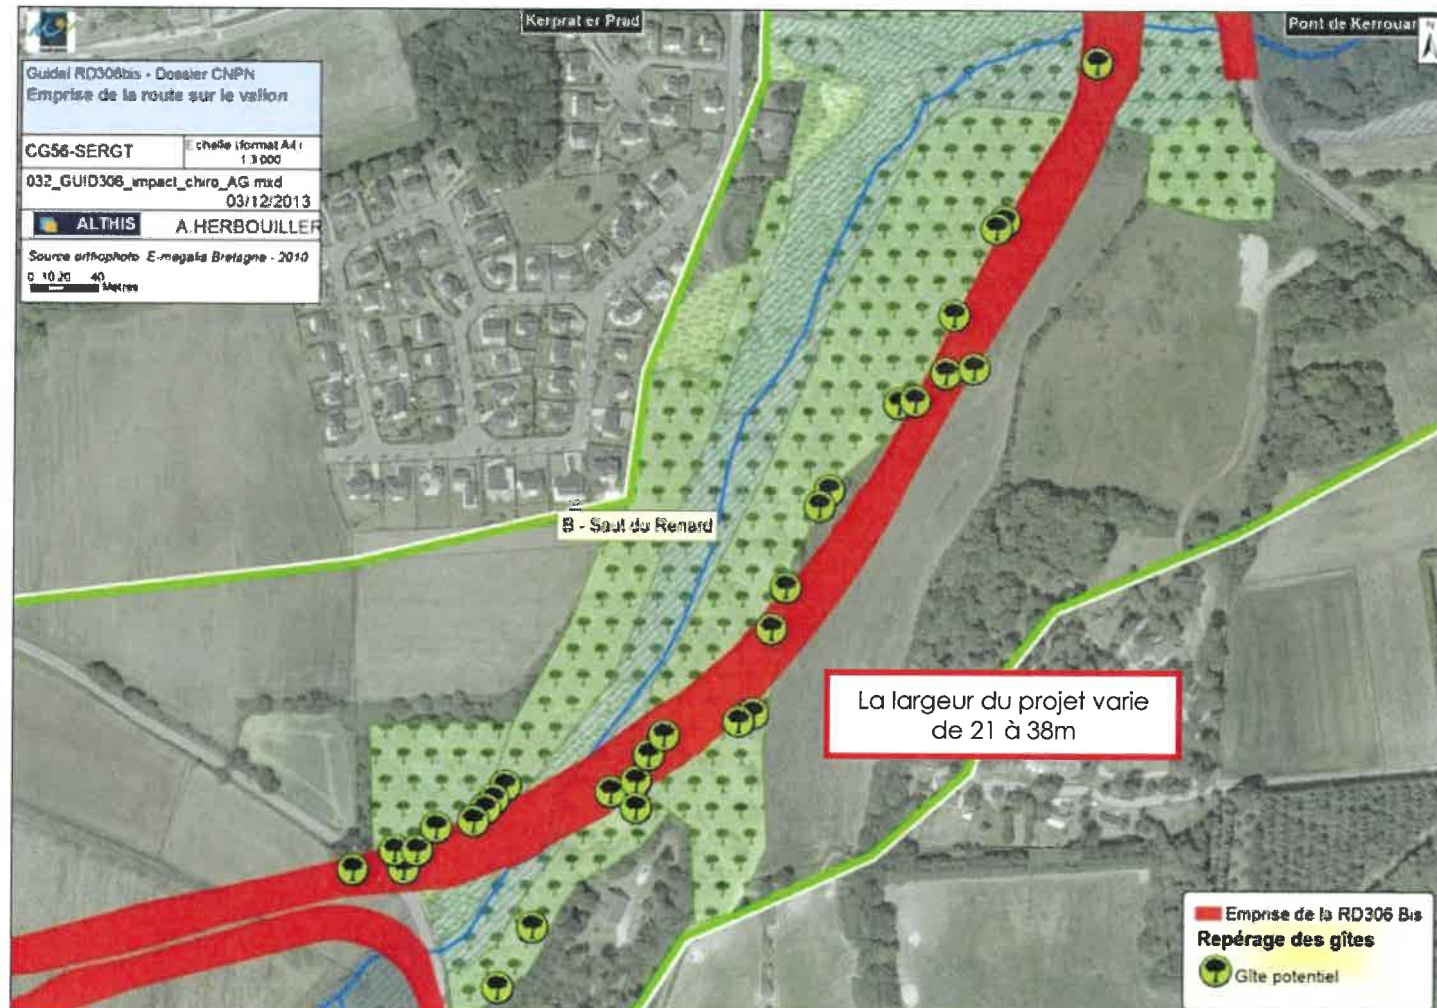 Kerprat er Prad
Pont de Kerrouar
N
Guidel RD306bis - Dossier CNPN
Emprise de la route sur le vallon
CG56-SERGT
Echelle (format A4) :
1:3 000
032_GUID306_impact_chiro_AG.mxd
03/12/2013
ALTHIS
A.HERBOUILLER
Source orthophoto E-megalis Bretagne - 2010
0 10 20 40
Mètres
B - Saut du Renard
La largeur du projet varie
de 21 à 38m
Emprise de la RD306 Bis
Repérage des gîtes
Gîte potentiel